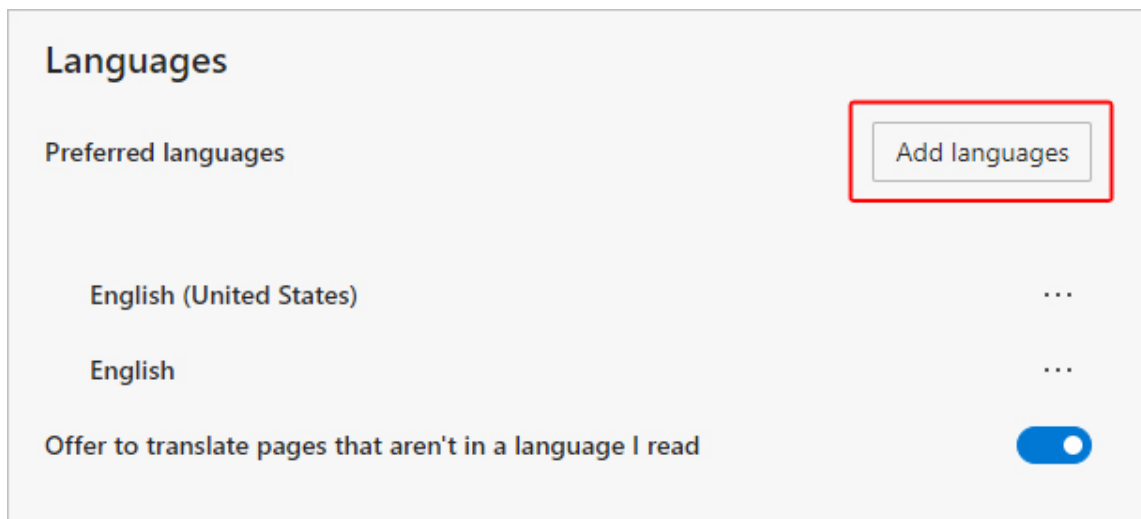 Languages
Preferred languages
Add languages
English (United States)
...
English
...
Offer to translate pages that aren't in a language I read